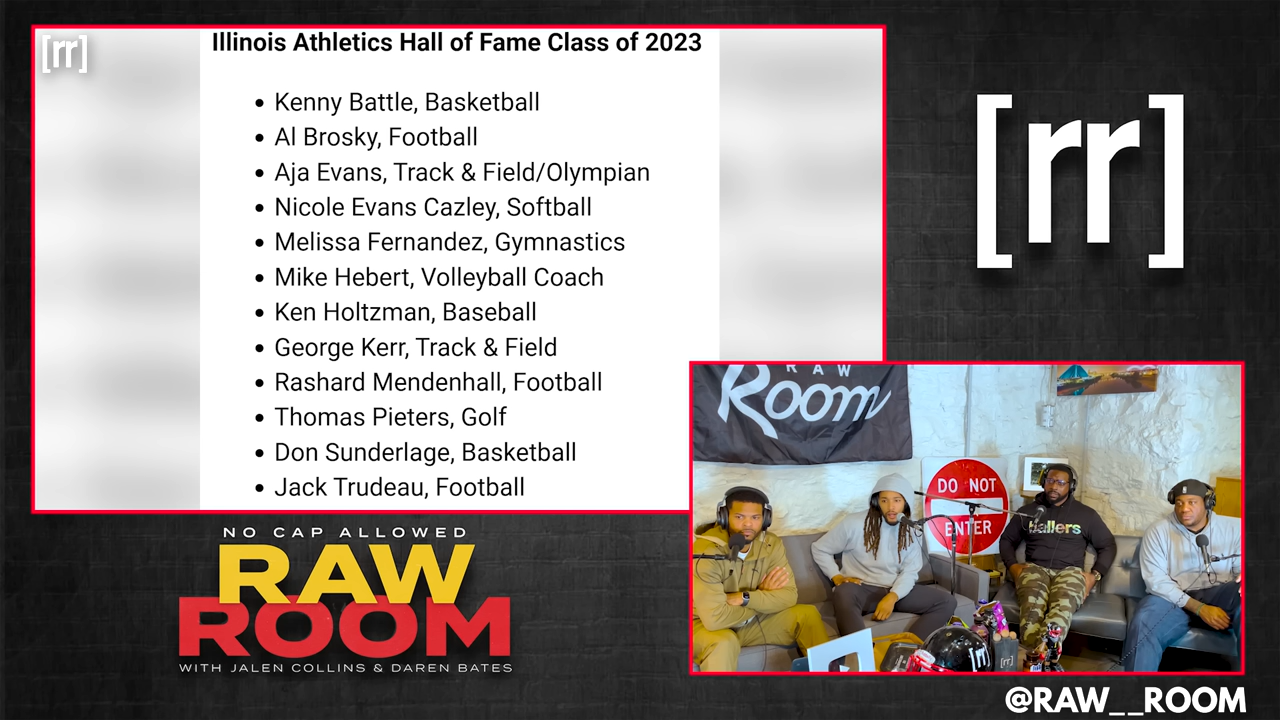 [rr]
Illinois Athletics Hall of Fame Class of 2023
• Kenny Battle, Basketball
• Al Brosky, Football
• Aja Evans, Track & Field/Olympian
• Nicole Evans Cazley, Softball
• Melissa Fernandez, Gymnastics
• Mike Hebert, Volleyball Coach
• Ken Holtzman, Baseball
• George Kerr, Track & Field
• Rashard Mendenhall, Football
• Thomas Pieters, Golf
• Don Sunderlage, Basketball
• Jack Trudeau, Football
[rr]
RAW
Room
DO NOT
ENTER
ballers
[rr]
[rr]
NO CAP ALLOWED
RAW
ROOM
WITH JALEN COLLINS & DAREN BATES
@RAW__ROOM